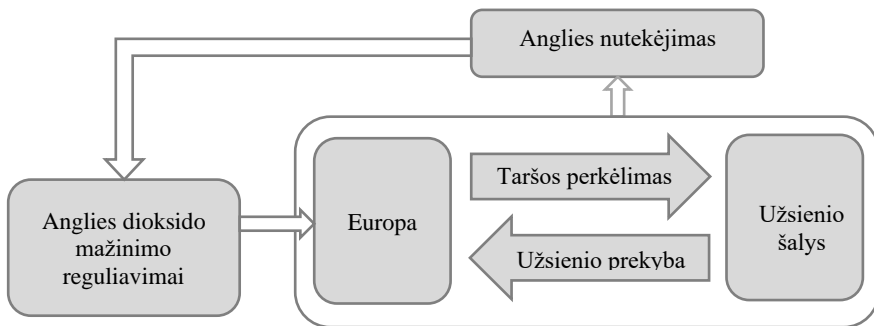 Anglies nutekėjimas
Anglies dioksido
mažinimo
reguliavimai
Europa
Taršos perkėlimas
Užsienio prekyba
Užsienio
šalys